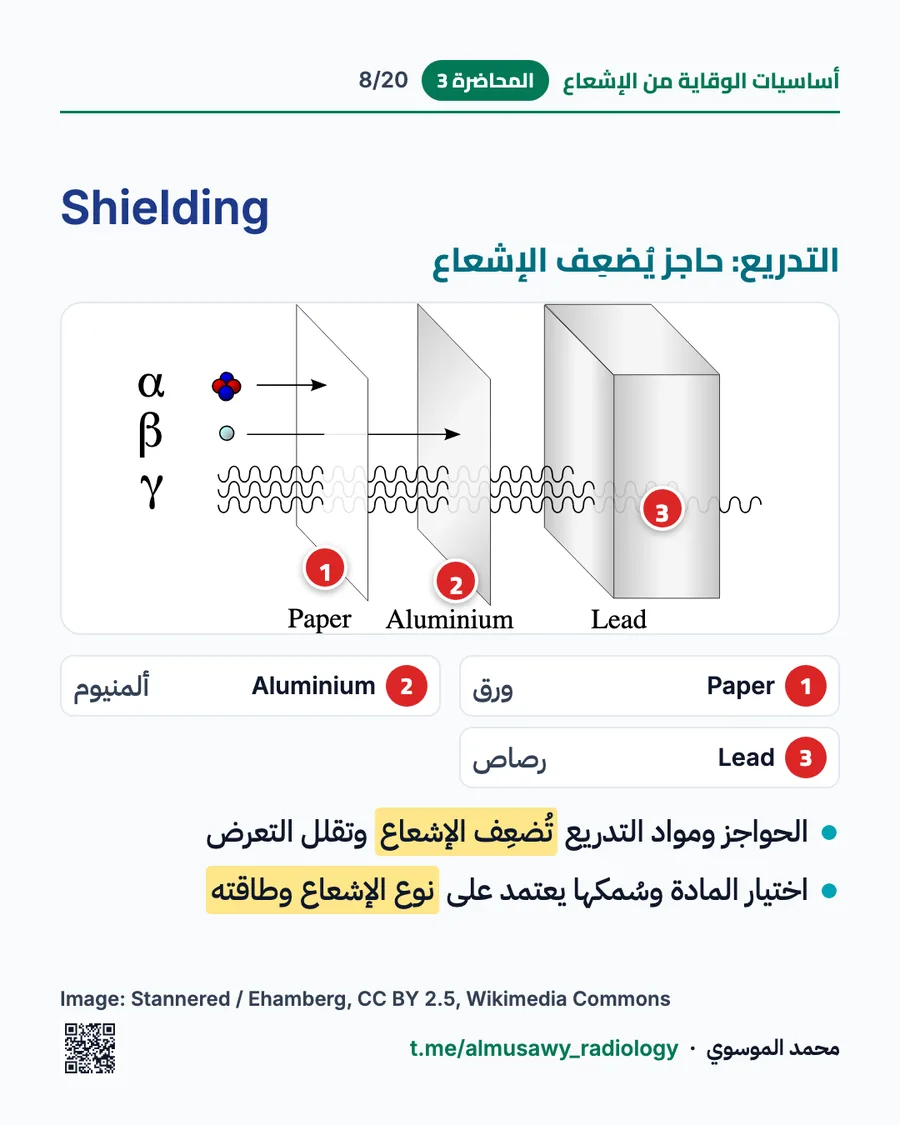 أساسيات الوقاية من الإشعاع المحاضرة 3 8/20
Shielding
التدريع: حاجز يُضعِف الإشعاع
α
β
γ
3
1
2
Paper Aluminium Lead
1 Paper ورق
2 Aluminium ألمنيوم
3 Lead رصاص
الحواجز ومواد التدريع تُضعِف الإشعاع وتقلل التعرض
اختيار المادة وسُمكها يعتمد على نوع الإشعاع وطاقته
Image: Stannered / Ehamberg, CC BY 2.5, Wikimedia Commons
محمد الموسوي · t.me/almusawy_radiology